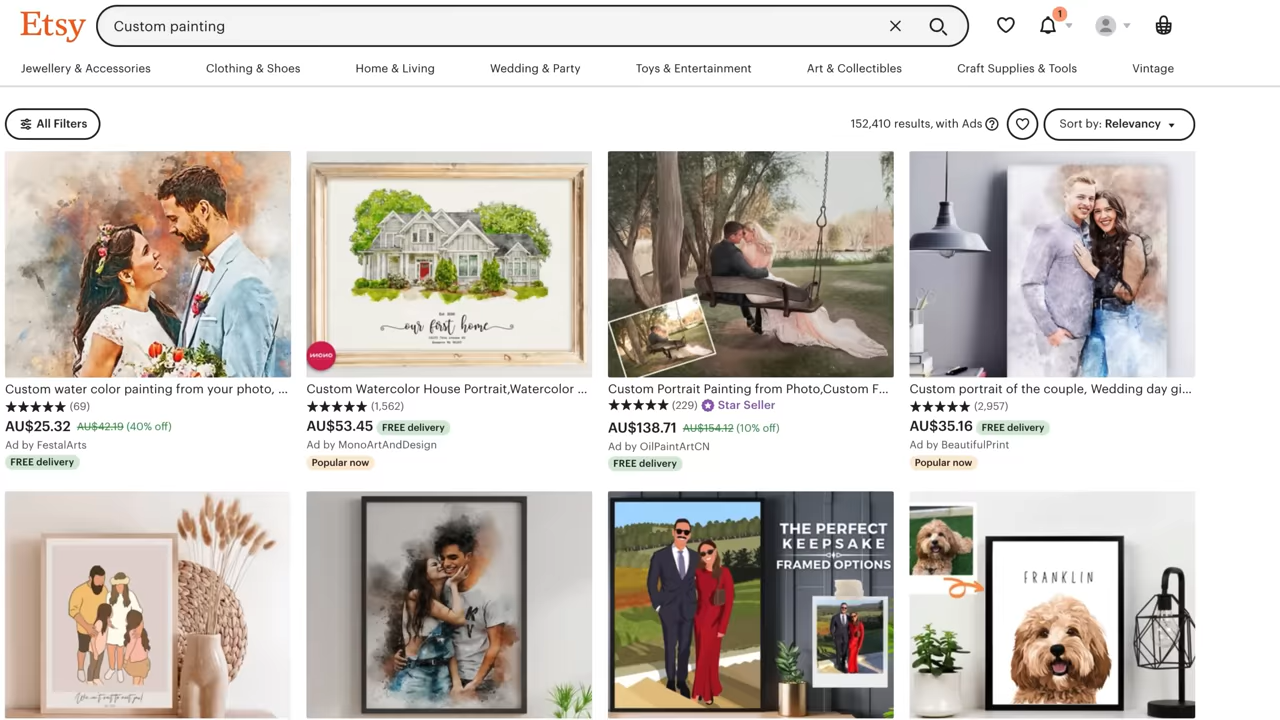 Etsy
Custom painting
1
Jewellery & Accessories
Clothing & Shoes
Home & Living
Wedding & Party
Toys & Entertainment
Art & Collectibles
Craft Supplies & Tools
Vintage
All Filters
152,410 results, with Ads
Sort by: Relevancy
our first home
Custom water color painting from your photo, ...
(69)
AU$25.32 AU$42.19 (40% off)
Ad by FestalArts
FREE delivery
Custom Watercolor House Portrait,Watercolor ...
(1,562)
AU$53.45 FREE delivery
Ad by MonoArtAndDesign
Popular now
Custom Portrait Painting from Photo,Custom F...
(229) Star Seller
AU$138.71 AU$154.12 (10% off)
Ad by OilPaintArtCN
FREE delivery
Custom portrait of the couple, Wedding day gi...
(2,957)
AU$35.16 FREE delivery
Ad by BeautifulPrint
Popular now
THE PERFECT
KEEPSAKE
FRAMED OPTIONS
FRANKLIN